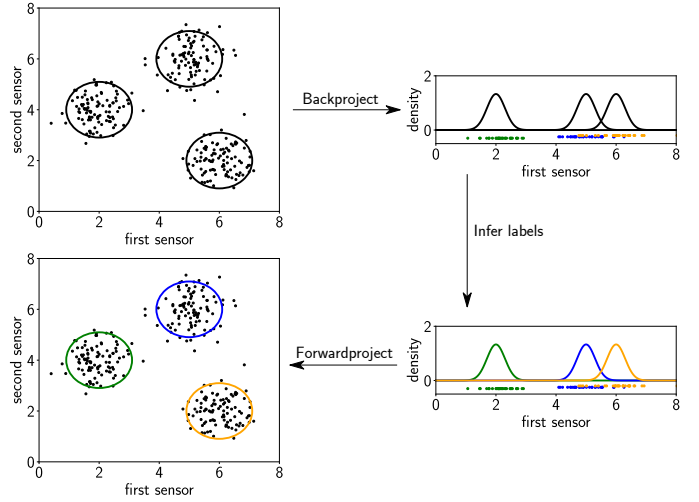 8
6
4
2
0
second sensor
0 2 4 6 8
first sensor
Backproject
2
0
density
0 2 4 6 8
first sensor
Infer labels
8
6
4
2
0
second sensor
0 2 4 6 8
first sensor
Forwardproject
2
0
density
0 2 4 6 8
first sensor